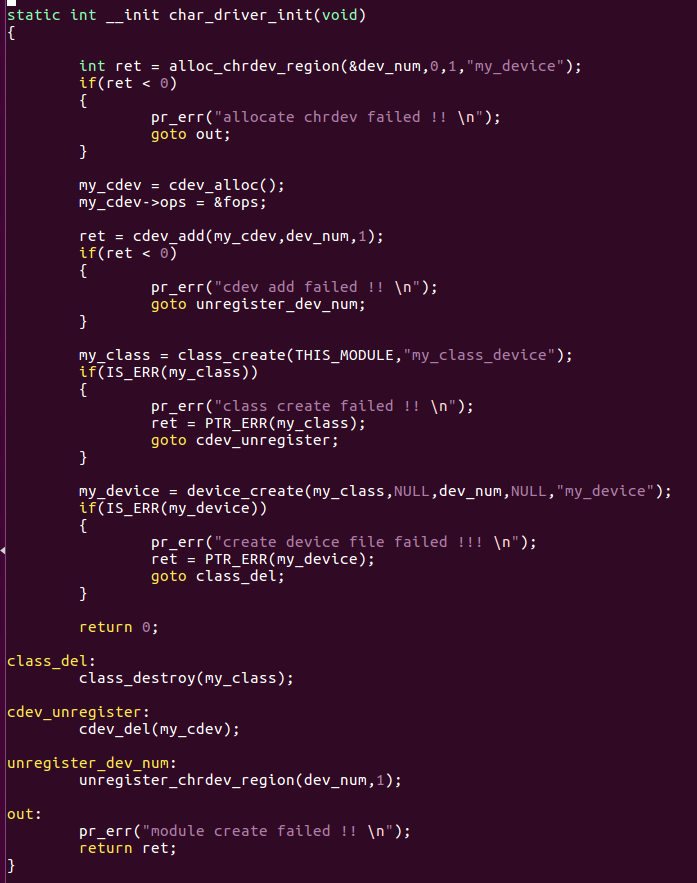 static int __init char_driver_init(void)
{
int ret = alloc_chrdev_region(&dev_num,0,1,"my_device");
if(ret < 0)
{
pr_err("allocate chrdev failed !! \n");
goto out;
}
my_cdev = cdev_alloc();
my_cdev->ops = &fops;
ret = cdev_add(my_cdev,dev_num,1);
if(ret < 0)
{
pr_err("cdev add failed !! \n");
goto unregister_dev_num;
}
my_class = class_create(THIS_MODULE,"my_class_device");
if(IS_ERR(my_class))
{
pr_err("class create failed !! \n");
ret = PTR_ERR(my_class);
goto cdev_unregister;
}
my_device = device_create(my_class,NULL,dev_num,NULL,"my_device");
if(IS_ERR(my_device))
{
pr_err("create device file failed !!! \n");
ret = PTR_ERR(my_device);
goto class_del;
}
return 0;
class_del:
class_destroy(my_class);
cdev_unregister:
cdev_del(my_cdev);
unregister_dev_num:
unregister_chrdev_region(dev_num,1);
out:
pr_err("module create failed !! \n");
return ret;
}